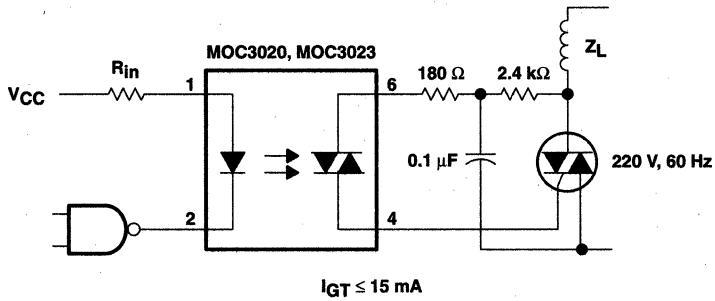 MOC3020, MOC3023
Z_L
R_in
1
6
180 Ω
2.4 kΩ
V_CC
0.1 μF
220 V, 60 Hz
2
4
I_GT ≤ 15 mA